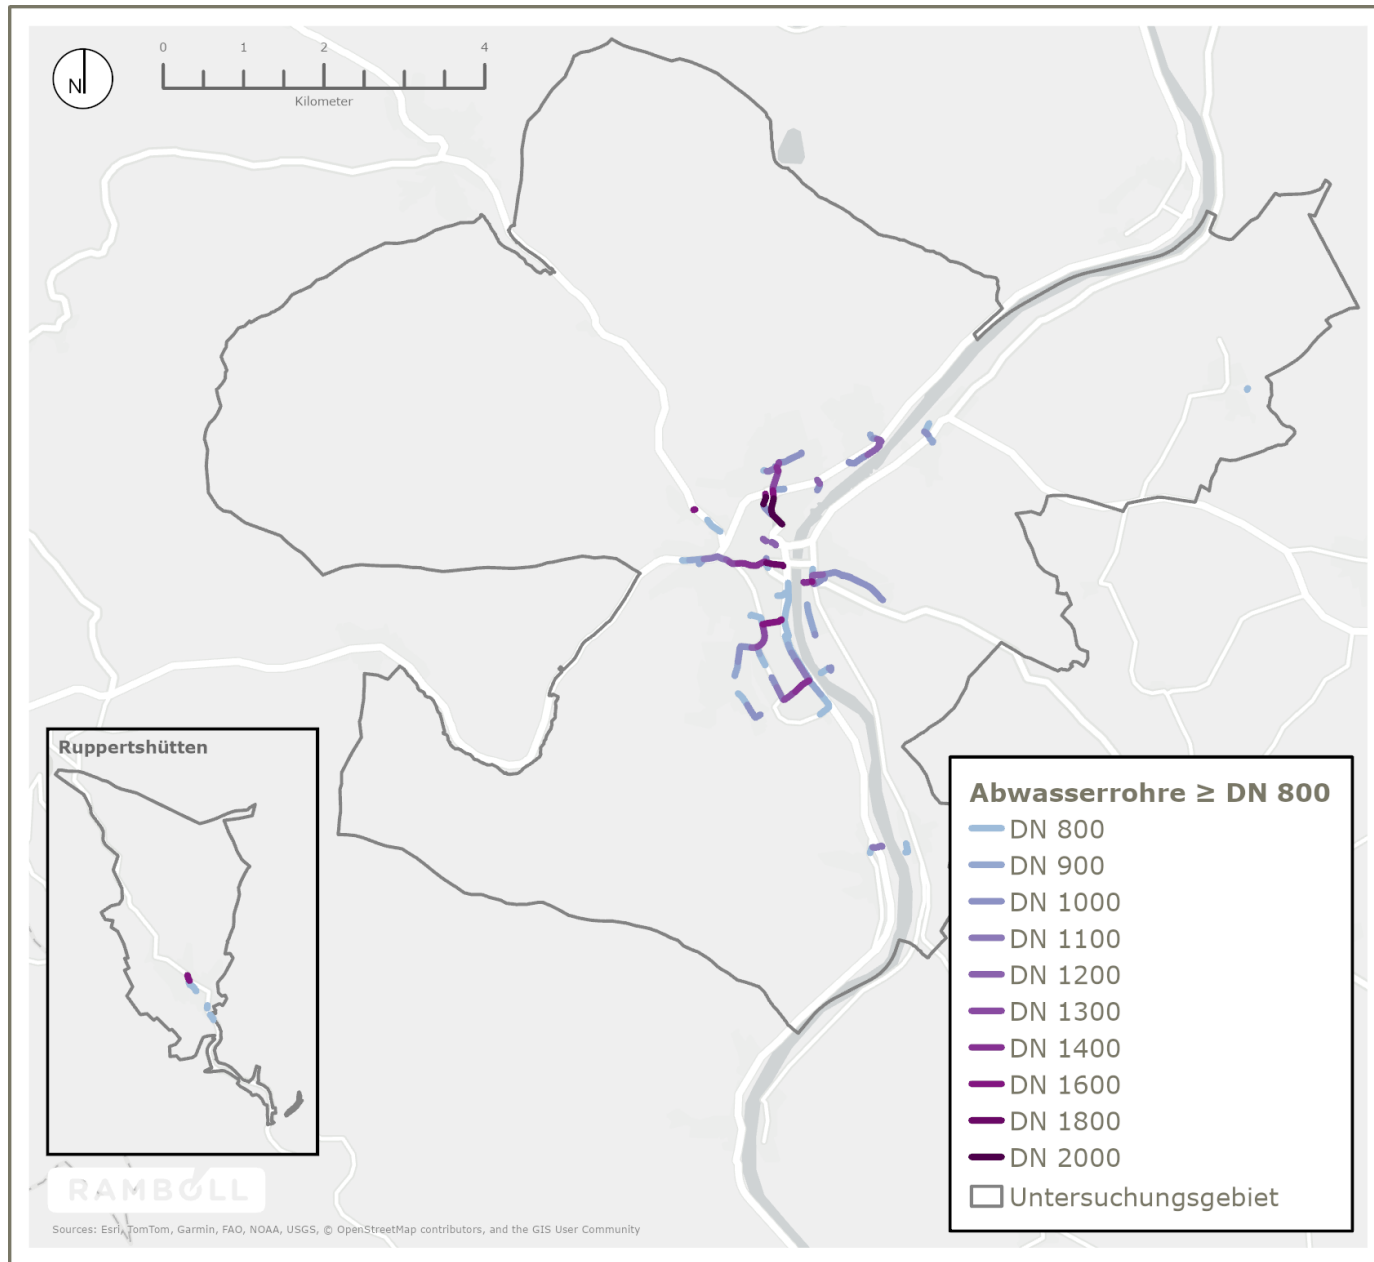 0 1 2 4
N
Kilometer
Ruppertshütten
Abwasserrohre ≥ DN 800
DN 800
DN 900
DN 1000
DN 1100
DN 1200
DN 1300
DN 1400
DN 1600
DN 1800
DN 2000
Untersuchungsgebiet
RAMBOLL
Sources: Esri, TomTom, Garmin, FAO, NOAA, USGS, © OpenStreetMap contributors, and the GIS User Community